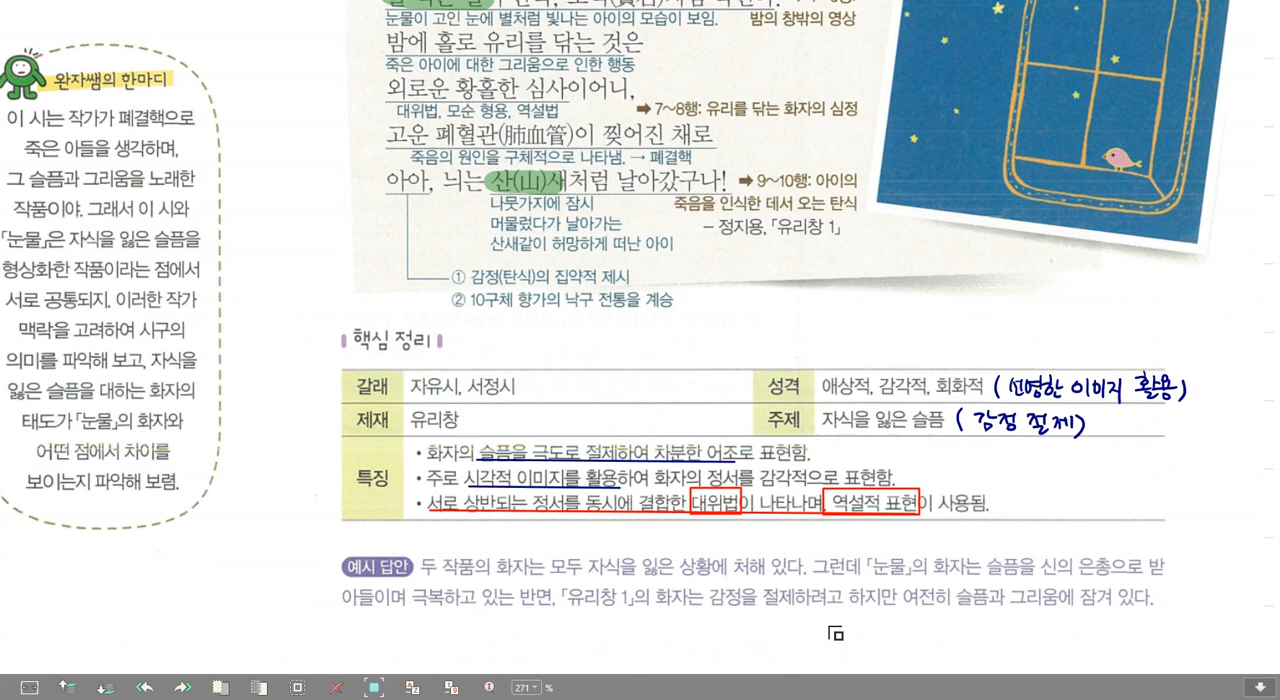 눈물이 고인 눈에 별처럼 빛나는 아이의 모습이 보임.
밤의 창밖의 영상
밤에 홀로 유리를 닦는 것은
죽은 아이에 대한 그리움으로 인한 행동
외로운 황홀한 심사이어니,
대위법, 모순 형용, 역설법
➡ 7~8행: 유리를 닦는 화자의 심정
고운 폐혈관(肺血管)이 찢어진 채로
죽음의 원인을 구체적으로 나타냄. → 폐결핵
아아, 늬는 산(山)새처럼 날아갔구나!
➡ 9~10행: 아이의
죽음을 인식한 데서 오는 탄식
나뭇가지에 잠시
머물렀다가 날아가는
산새같이 허망하게 떠난 아이
– 정지용, 「유리창 1」
① 감정(탄식)의 집약적 제시
② 10구체 향가의 낙구 전통을 계승
완자쌤의 한마디
이 시는 작가가 폐결핵으로
죽은 아들을 생각하며,
그 슬픔과 그리움을 노래한
작품이야. 그래서 이 시와
「눈물」은 자식을 잃은 슬픔을
형상화한 작품이라는 점에서
서로 공통되지. 이러한 작가
맥락을 고려하여 시구의
의미를 파악해 보고, 자식을
잃은 슬픔을 대하는 화자의
태도가 「눈물」의 화자와
어떤 점에서 차이를
보이는지 파악해 보렴.
핵심 정리
갈래 자유시, 서정시
성격 애상적, 감각적, 회화적 (선명한 이미지 활용)
제재 유리창
주제 자식을 잃은 슬픔 (감정 절제)
특징
• 화자의 슬픔을 극도로 절제하여 차분한 어조로 표현함.
• 주로 시각적 이미지를 활용하여 화자의 정서를 감각적으로 표현함.
• 서로 상반되는 정서를 동시에 결합한 대위법이 나타나며, 역설적 표현이 사용됨.
예시 답안 두 작품의 화자는 모두 자식을 잃은 상황에 처해 있다. 그런데 「눈물」의 화자는 슬픔을 신의 은총으로 받
아들이며 극복하고 있는 반면, 「유리창 1」의 화자는 감정을 절제하려고 하지만 여전히 슬픔과 그리움에 잠겨 있다.
271 %